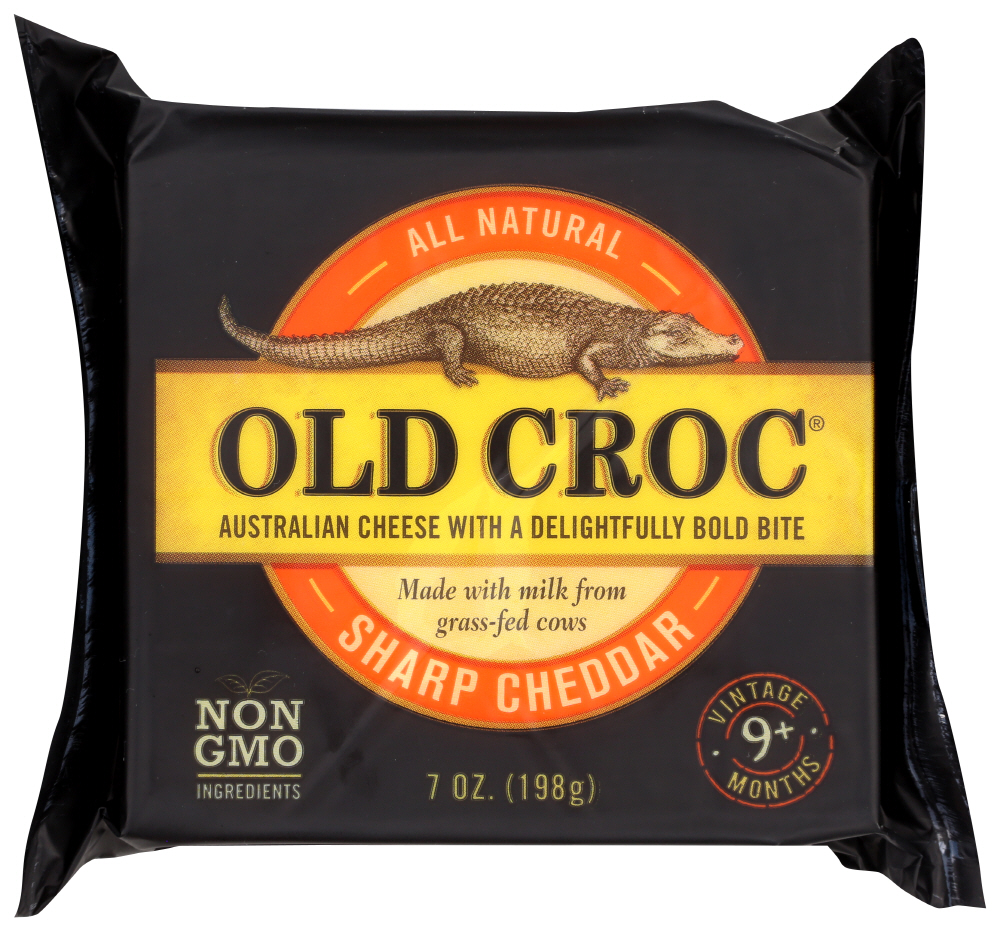 ALL NATURAL
OLD CROC®
AUSTRALIAN CHEESE WITH A DELIGHTFULLY BOLD BITE
Made with milk from
grass-fed cows
SHARP CHEDDAR
NON
GMO
INGREDIENTS
7 OZ. (198g)
VINTAGE
9+
MONTHS